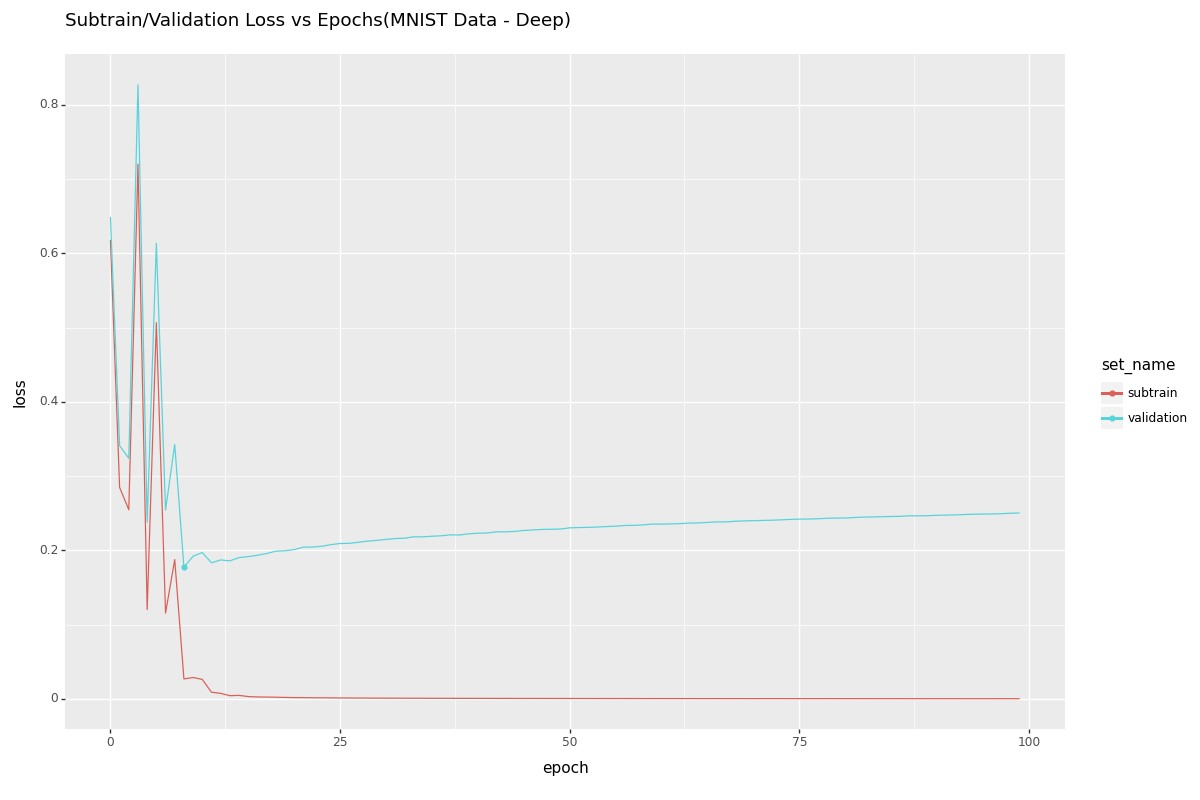 Subtrain/Validation Loss vs Epochs(MNIST Data - Deep)
0.8
0.6
0.4
0.2
0
loss
0 25 50 75 100
epoch
set_name
subtrain
validation